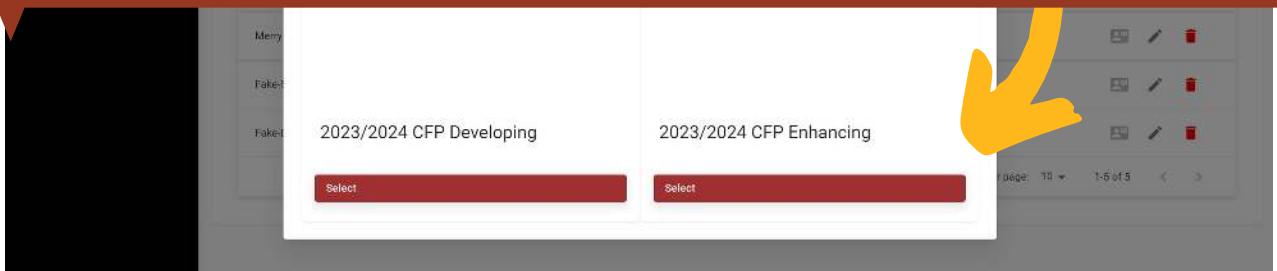 Merry
Fake-
Fake-
2023/2024 CFP Developing
2023/2024 CFP Enhancing
Select
Select
page: 10 1-5 of 5